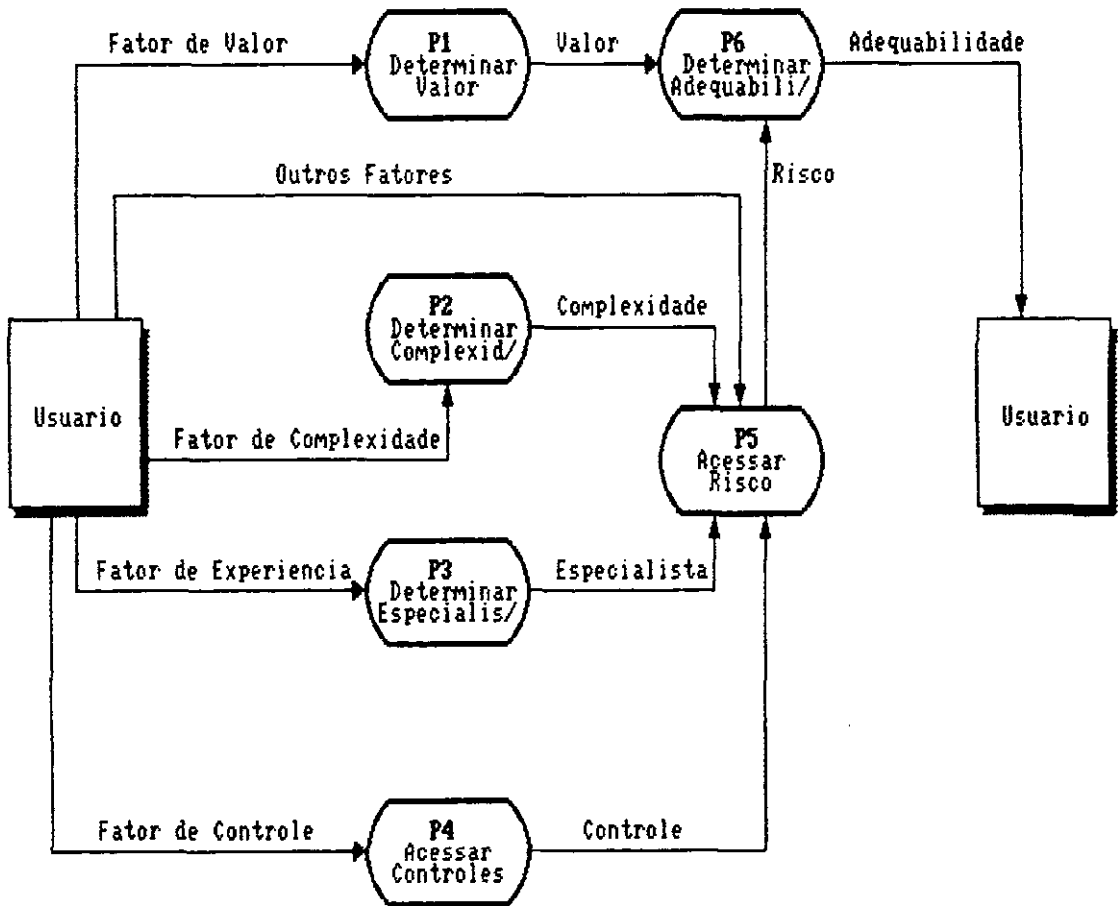 Fator de Valor
P1
Determinar
Valor
Valor
P6
Determinar
Adequabili/
Adequabilidade
Outros Fatores
Risco
P2
Determinar
Complexid/
Complexidade
Usuario
Fator de Complexidade
P5
Acessar
Risco
Usuario
Fator de Experiencia
P3
Determinar
Especialis/
Especialista
Fator de Controle
P4
Acessar
Controles
Controle